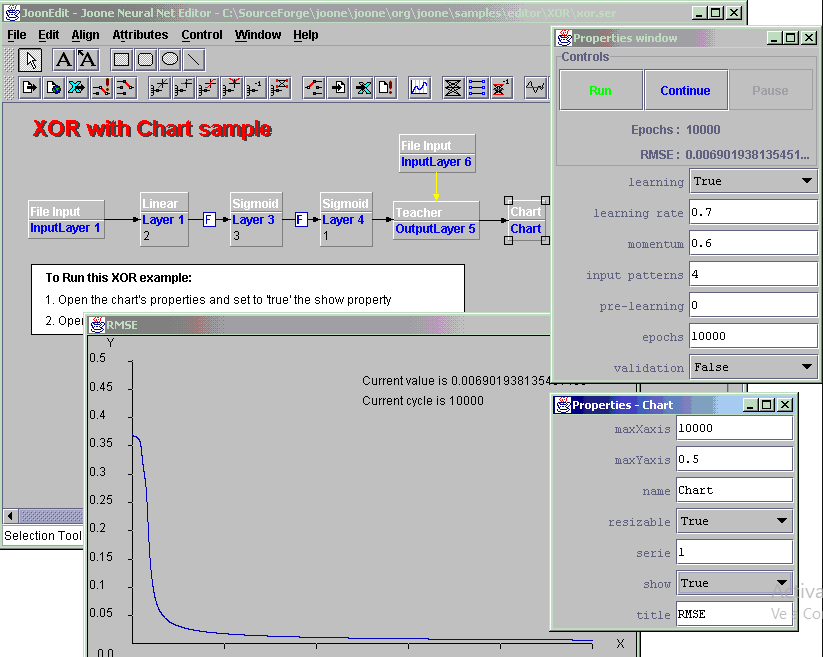 JoonEdit - Joone Neural Net Editor - C:\SourceForge\joone\joone\org\joone\samples\editor\XOR\xor.ser
File Edit Align Attributes Control Window Help
A A
XOR with Chart sample
File Input
InputLayer 6
File Input
InputLayer 1
Linear
Layer 1
2
F
Sigmoid
Layer 3
3
F
Sigmoid
Layer 4
1
Teacher
OutputLayer 5
Chart
Chart
To Run this XOR example:
1. Open the chart's properties and set to 'true' the show property
2. Open
Selection Tool
RMSE
Y
0.5
0.45
0.4
0.35
0.3
0.25
0.2
0.15
0.1
0.05
0.0
X
Current value is 0.006901938135451
Current cycle is 10000
Properties window
Controls
Run Continue Pause
Epochs : 10000
RMSE : 0.006901938135451...
learning True
learning rate 0.7
momentum 0.6
input patterns 4
pre-learning 0
epochs 10000
validation False
Properties - Chart
maxXaxis 10000
maxYaxis 0.5
name Chart
resizable True
serie 1
show True
title RMSE